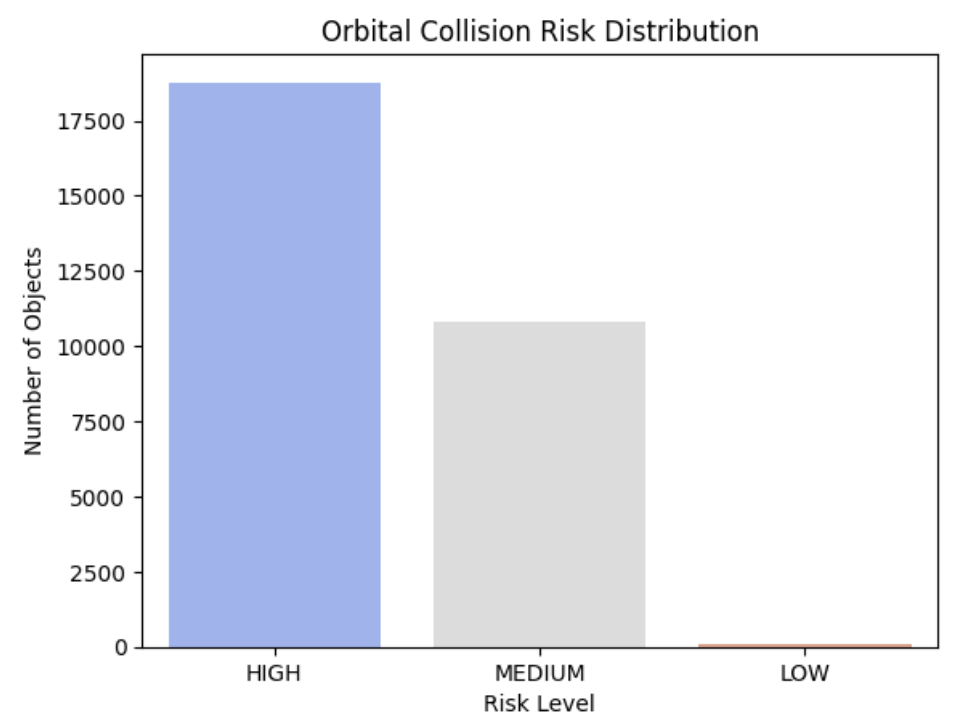 Orbital Collision Risk Distribution
Number of Objects
17500
15000
12500
10000
7500
5000
2500
0
HIGH MEDIUM LOW
Risk Level